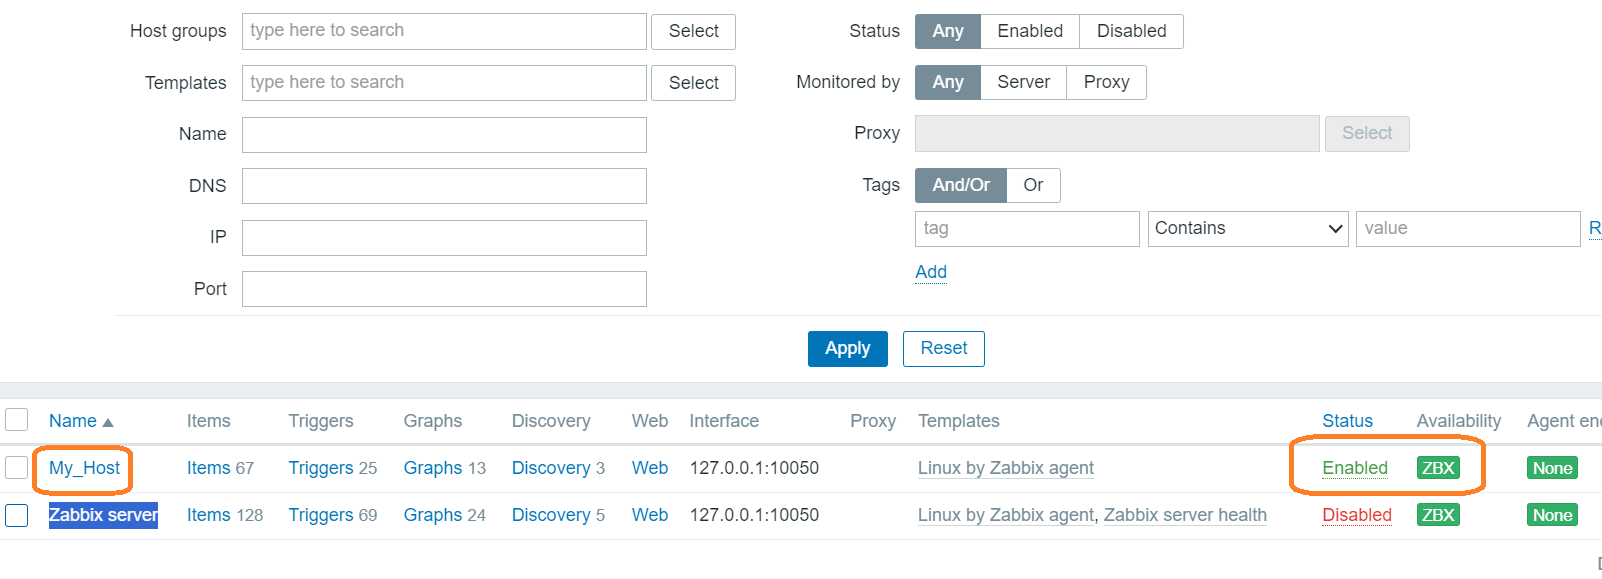 Host groups type here to search Select Status Any Enabled Disabled
Templates type here to search Select Monitored by Any Server Proxy
Name Proxy Select
DNS Tags And/Or Or
IP tag Contains value R
Add
Port
Apply Reset
Name Items Triggers Graphs Discovery Web Interface Proxy Templates Status Availability Agent enc
My_Host Items 67 Triggers 25 Graphs 13 Discovery 3 Web 127.0.0.1:10050 Linux by Zabbix agent Enabled ZBX None
Zabbix server Items 128 Triggers 69 Graphs 24 Discovery 5 Web 127.0.0.1:10050 Linux by Zabbix agent, Zabbix server health Disabled ZBX None